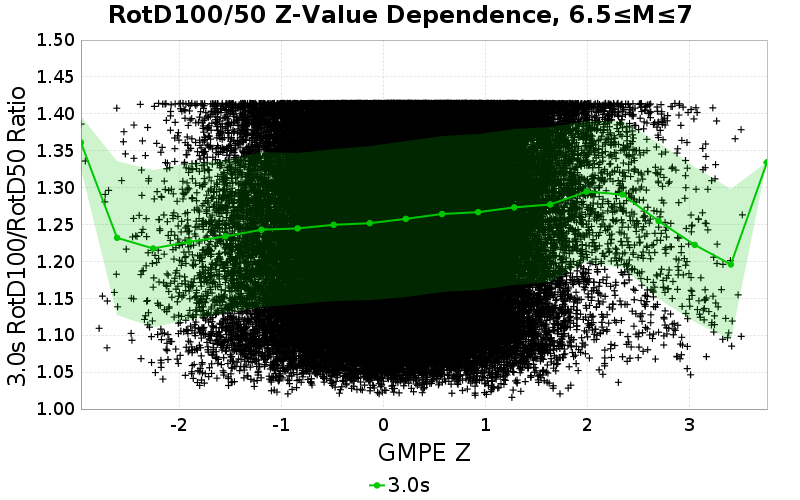 RotD100/50 Z-Value Dependence, 6.5≤M≤7
1.50
1.45
1.40
1.35
1.30
1.25
1.20
1.15
1.10
1.05
1.00
3.0s RotD100/RotD50 Ratio
-2 -1 0 1 2 3
GMPE Z
3.0s